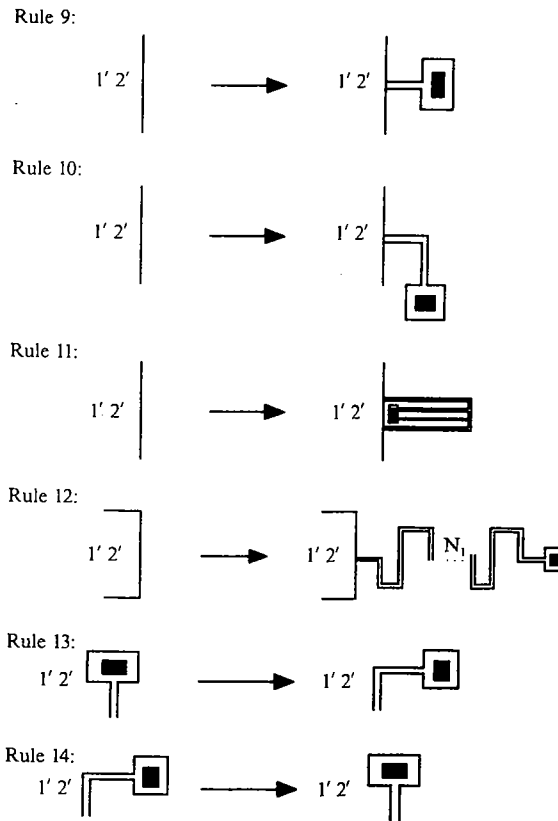 Rule 9:
1' 2' 1' 2'
Rule 10:
1' 2' 1' 2'
Rule 11:
1' 2' 1' 2'
Rule 12:
1' 2' 1' 2' N₁ ...
Rule 13:
1' 2' 1' 2'
Rule 14:
1' 2' 1' 2'